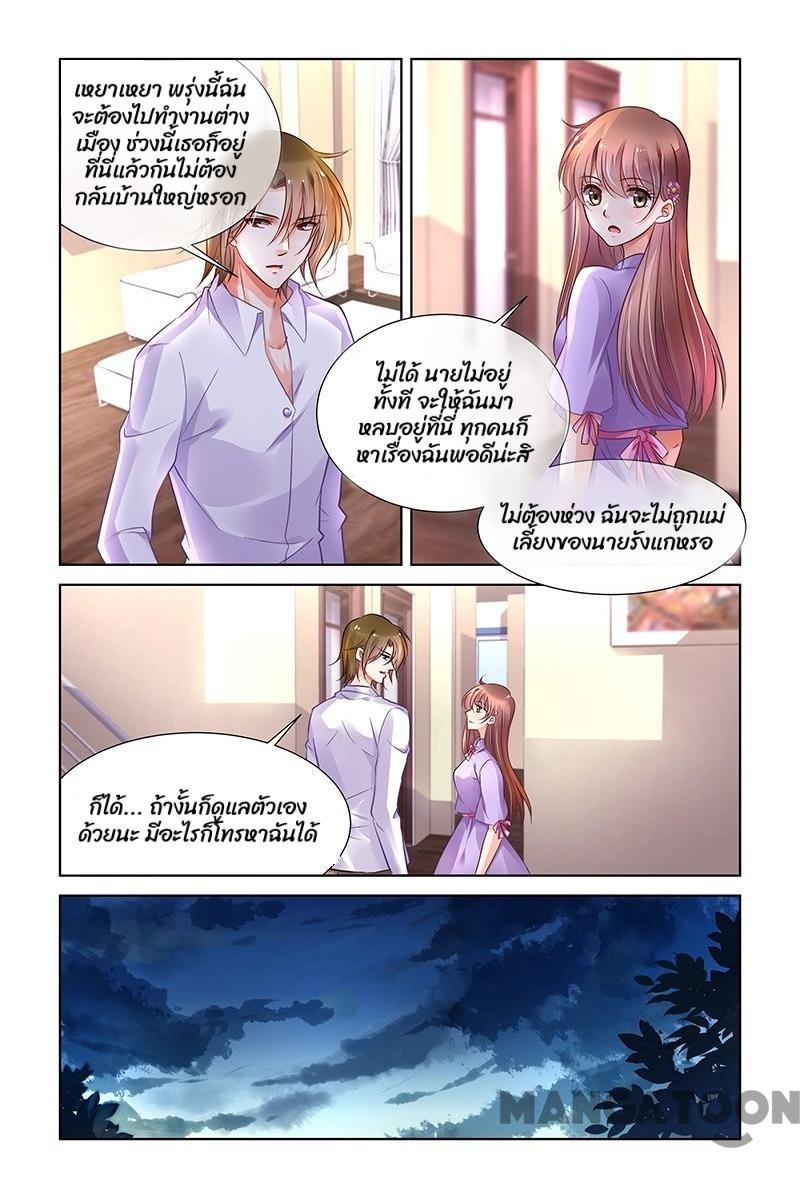 เหยาเหยา พรุ่งนี้ฉัน
จะต้องไปทำงานต่าง
เมือง ช่วงนี้เธอก็อยู่
ที่นี่แล้วกันไม่ต้อง
กลับบ้านใหญ่หรอก
ไม่ได้ นายไม่อยู่
ทั้งที จะให้ฉันมา
หลบอยู่ที่นี่ ทุกคนก็
หาเรื่องฉันพอดีน่ะสิ
ไม่ต้องห่วง ฉันจะไม่ถูกแม่
เลี้ยงของนายรังแกหรอ
ก็ได้... ถ้างั้นก็ดูแลตัวเอง
ด้วยนะ มีอะไรก็โทรหาฉันได้
MANGATOON